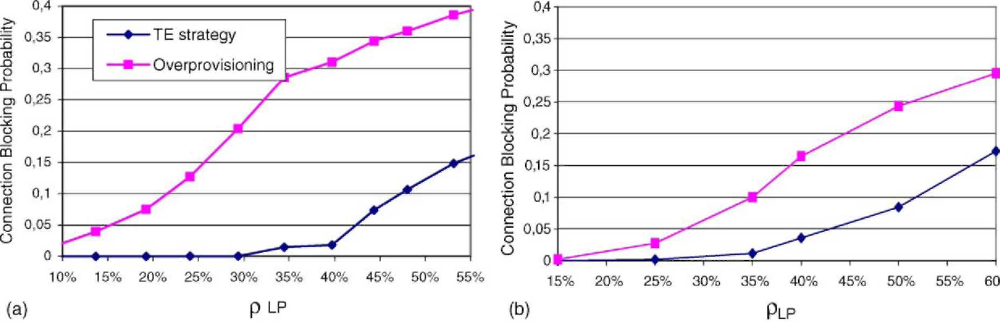 Connection Blocking Probability
0,4
0,35
0,3
0,25
0,2
0,15
0,1
0,05
0
TE strategy
Overprovisioning
10% 15% 20% 25% 30% 35% 40% 45% 50% 55%
(a) ρ LP
Connection Blocking Probability
0,4
0,35
0,3
0,25
0,2
0,15
0,1
0,05
0
15% 20% 25% 30% 35% 40% 45% 50% 55% 60
(b) ρLP